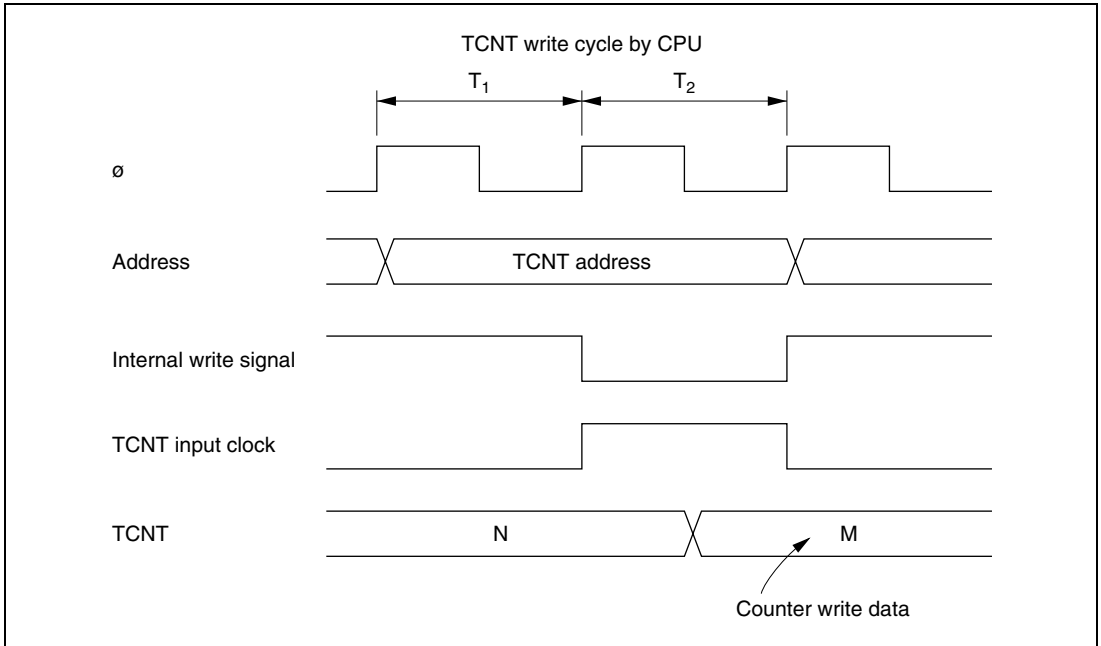 TCNT write cycle by CPU
T1 T2
ø
Address TCNT address
Internal write signal
TCNT input clock
TCNT N M
Counter write data